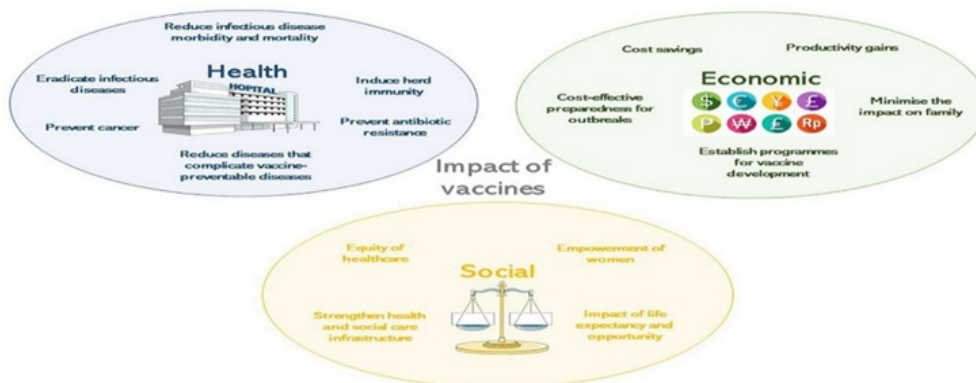 Reduce infectious disease
morbidity and mortality
Health
Eradicate infectious
diseases
HOPITAL
Induce herd
immunity
Prevent cancer
Prevent antibiotic
resistance
Reduce diseases that
complicate vaccine-
preventable diseases
Cost savings
Productivity gains
Economic
Cost-effective
preparedness for
outbreaks
$ € ¥ £
P ₩ £ Rp
Minimise the
impact on family
Establish programmes
for vaccine
development
Impact of
vaccines
Equity of
healthcare
Empowerment of
women
Social
Strengthen health
and social care
infrastructure
Impact of life
expectancy and
opportunity